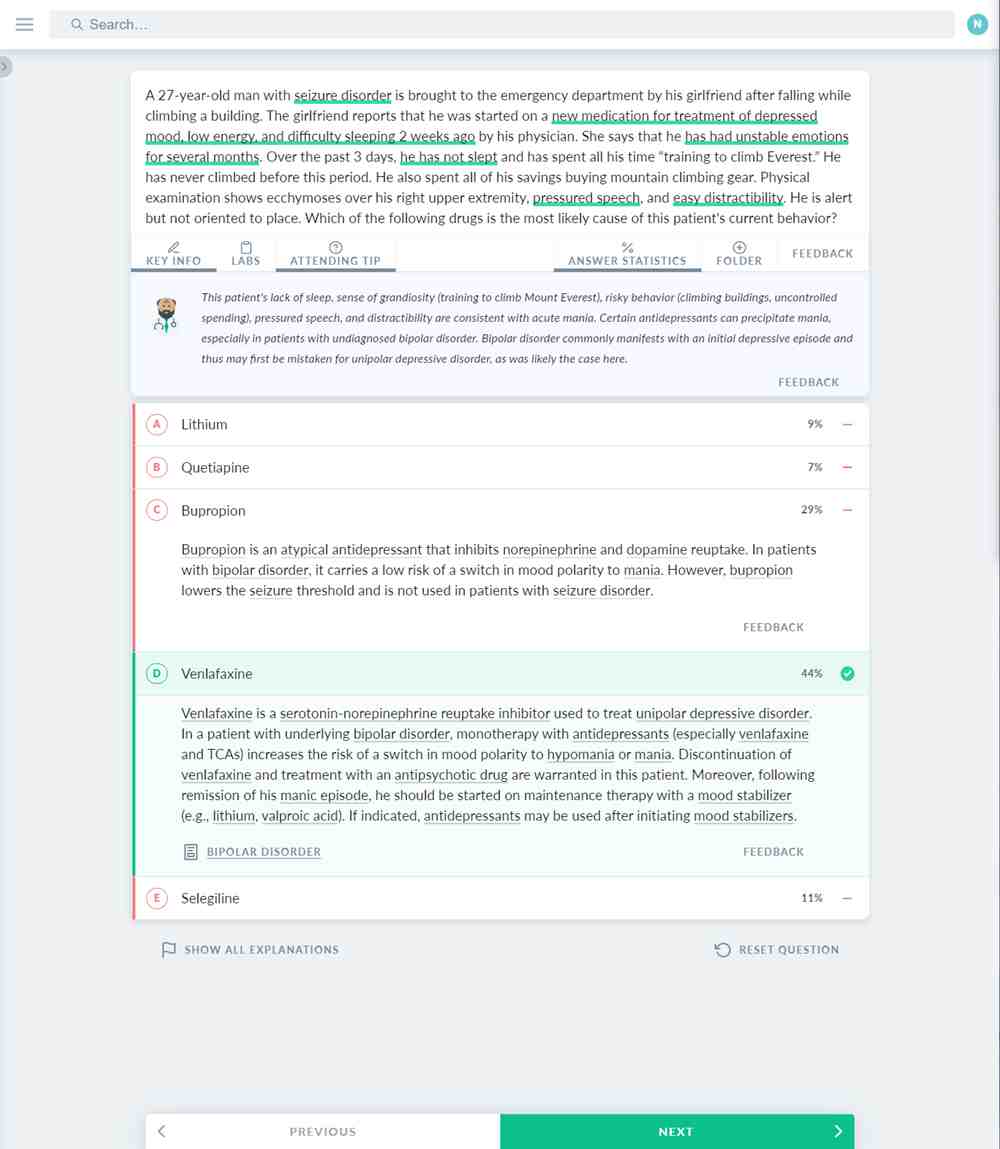 Search...
N
A 27-year-old man with seizure disorder is brought to the emergency department by his girlfriend after falling while
climbing a building. The girlfriend reports that he was started on a new medication for treatment of depressed
mood, low energy, and difficulty sleeping 2 weeks ago by his physician. She says that he has had unstable emotions
for several months. Over the past 3 days, he has not slept and has spent all his time “training to climb Everest.” He
has never climbed before this period. He also spent all of his savings buying mountain climbing gear. Physical
examination shows ecchymoses over his right upper extremity, pressured speech, and easy distractibility. He is alert
but not oriented to place. Which of the following drugs is the most likely cause of this patient's current behavior?
KEY INFO LABS ATTENDING TIP ANSWER STATISTICS FOLDER FEEDBACK
This patient's lack of sleep, sense of grandiosity (training to climb Mount Everest), risky behavior (climbing buildings, uncontrolled
spending), pressured speech, and distractibility are consistent with acute mania. Certain antidepressants can precipitate mania,
especially in patients with undiagnosed bipolar disorder. Bipolar disorder commonly manifests with an initial depressive episode and
thus may first be mistaken for unipolar depressive disorder, as was likely the case here.
FEEDBACK
A Lithium 9%
B Quetiapine 7%
C Bupropion 29%
Bupropion is an atypical antidepressant that inhibits norepinephrine and dopamine reuptake. In patients
with bipolar disorder, it carries a low risk of a switch in mood polarity to mania. However, bupropion
lowers the seizure threshold and is not used in patients with seizure disorder.
FEEDBACK
D Venlafaxine 44%
Venlafaxine is a serotonin-norepinephrine reuptake inhibitor used to treat unipolar depressive disorder.
In a patient with underlying bipolar disorder, monotherapy with antidepressants (especially venlafaxine
and TCAs) increases the risk of a switch in mood polarity to hypomania or mania. Discontinuation of
venlafaxine and treatment with an antipsychotic drug are warranted in this patient. Moreover, following
remission of his manic episode, he should be started on maintenance therapy with a mood stabilizer
(e.g., lithium, valproic acid). If indicated, antidepressants may be used after initiating mood stabilizers.
BIPOLAR DISORDER FEEDBACK
E Selegiline 11%
SHOW ALL EXPLANATIONS RESET QUESTION
PREVIOUS NEXT